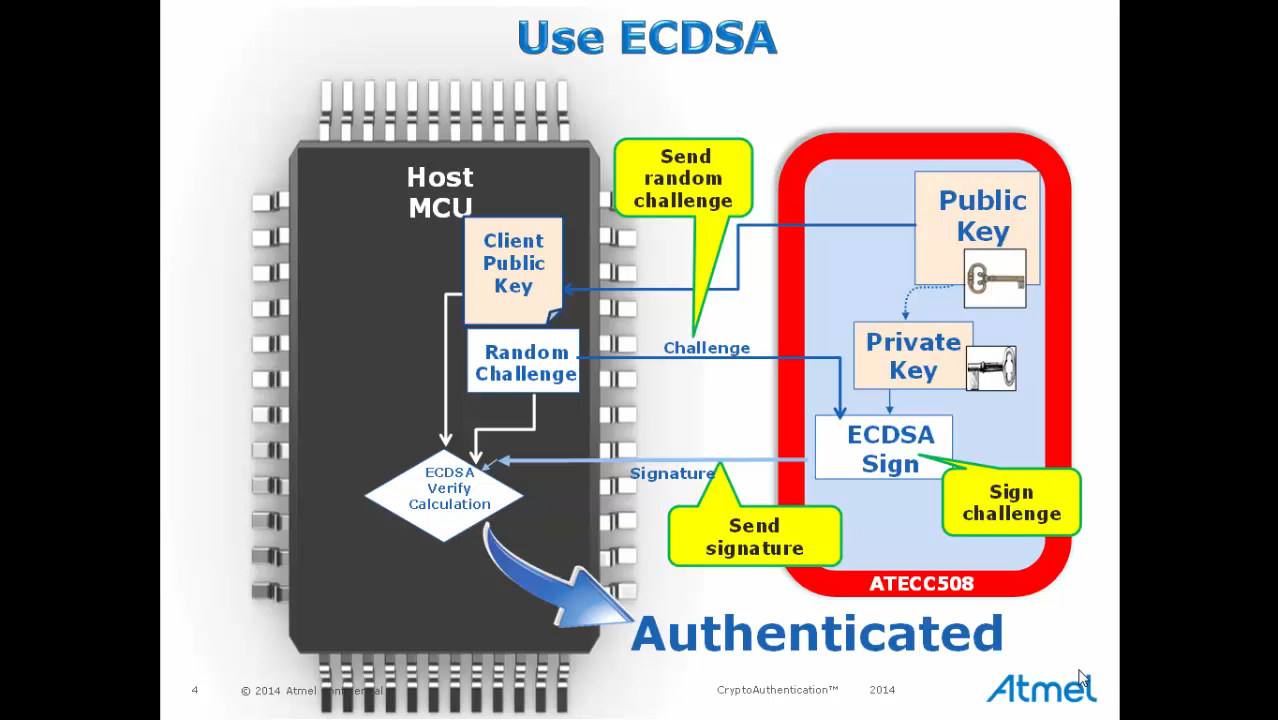 Use ECDSA
Host
MCU
Client
Public
Key
Random
Challenge
ECDSA
Verify
Calculation
Send
random
challenge
Challenge
Signature
Send
signature
Public
Key
Private
Key
ECDSA
Sign
Sign
challenge
ATECC508
Authenticated
4
© 2014 Atmel Confidential
CryptoAuthentication™
2014
Atmel